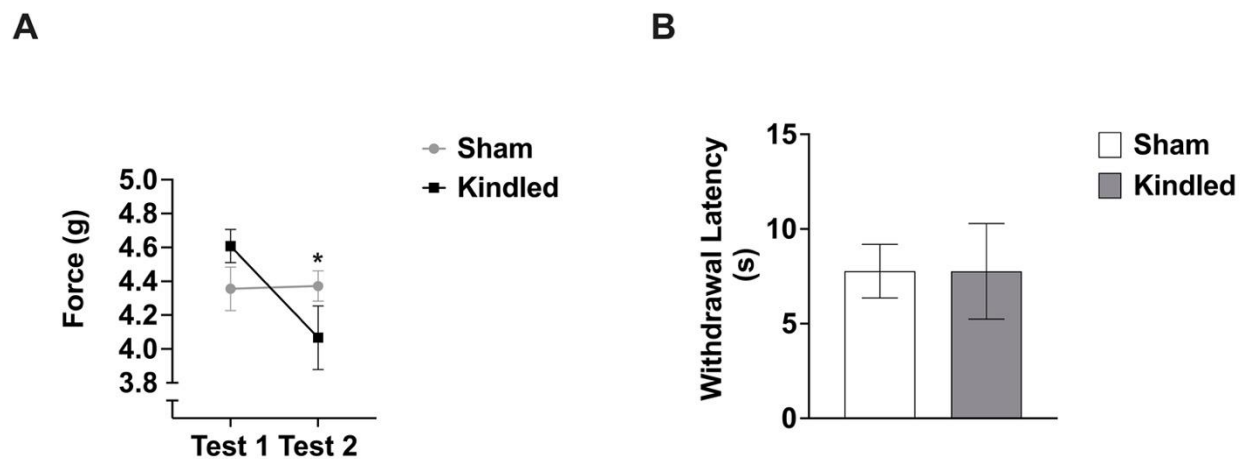 A
Force (g)
5.0
4.8
4.6
4.4
4.2
4.0
3.8
*
Test 1 Test 2
Sham
Kindled
B
Withdrawal Latency
(s)
15
10
5
0
Sham
Kindled